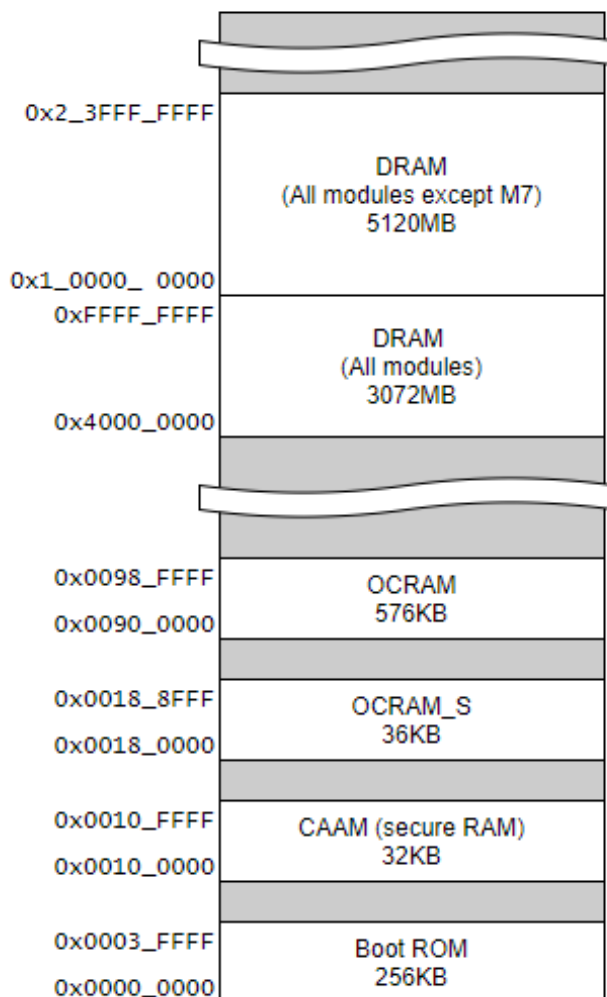 0x2_3FFF_FFFF
DRAM
(All modules except M7)
5120MB
0x1_0000_ 0000
0xFFFF_FFFF
DRAM
(All modules)
3072MB
0x4000_0000
0x0098_FFFF
OCRAM
576KB
0x0090_0000
0x0018_8FFF
OCRAM_S
36KB
0x0018_0000
0x0010_FFFF
CAAM (secure RAM)
32KB
0x0010_0000
0x0003_FFFF
Boot ROM
256KB
0x0000_0000